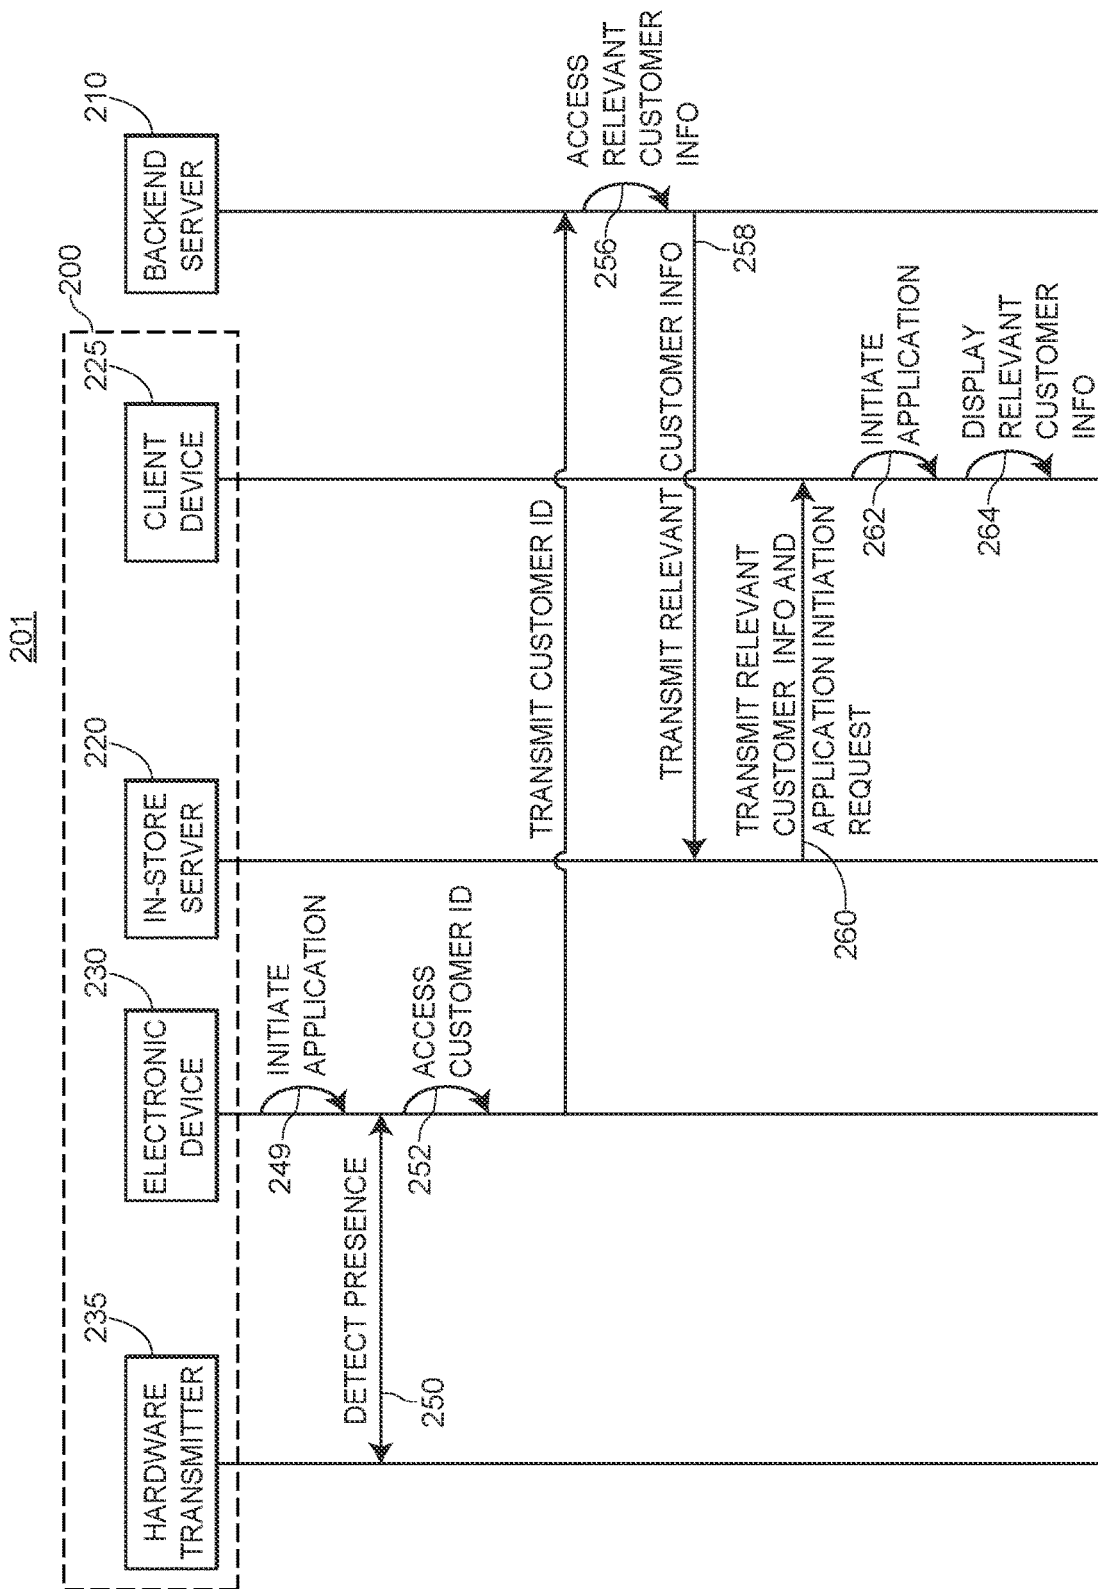 201
200
235
HARDWARE
TRANSMITTER
230
ELECTRONIC
DEVICE
220
IN-STORE
SERVER
225
CLIENT
DEVICE
210
BACKEND
SERVER
249
INITIATE
APPLICATION
DETECT PRESENCE
250
252
ACCESS
CUSTOMER ID
TRANSMIT CUSTOMER ID
256
ACCESS
RELEVANT
CUSTOMER
INFO
TRANSMIT RELEVANT CUSTOMER INFO
258
TRANSMIT RELEVANT
CUSTOMER INFO AND
APPLICATION INITIATION
REQUEST
260
262
INITIATE
APPLICATION
264
DISPLAY
RELEVANT
CUSTOMER
INFO